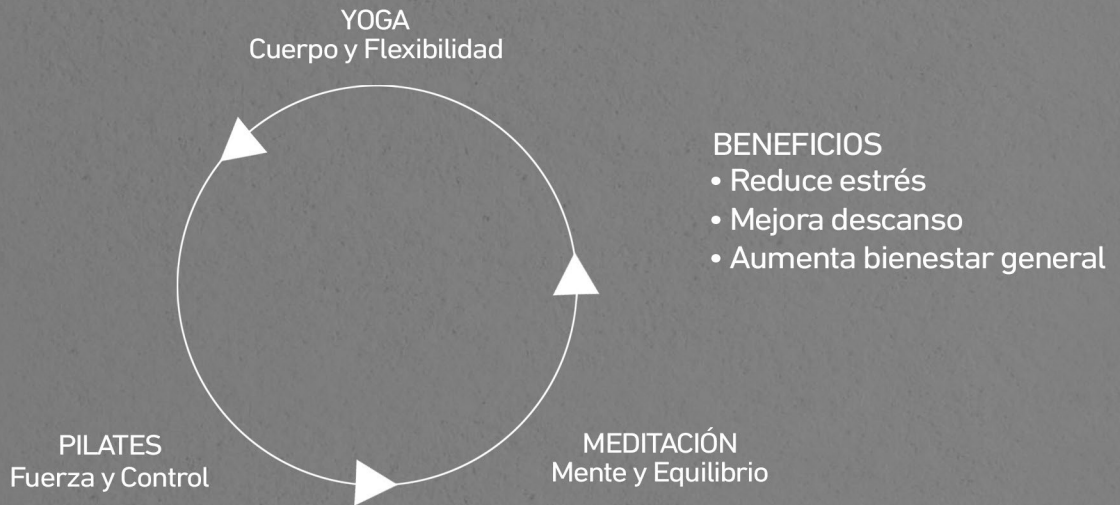 YOGA
Cuerpo y Flexibilidad
BENEFICIOS
• Reduce estrés
• Mejora descanso
• Aumenta bienestar general
PILATES
Fuerza y Control
MEDITACIÓN
Mente y Equilibrio